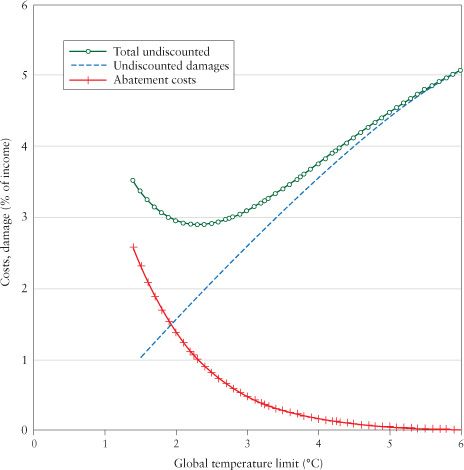 6
5
4
3
2
1
0
Costs, damage (% of income)
Total undiscounted
Undiscounted damages
Abatement costs
0 1 2 3 4 5 6
Global temperature limit (°C)